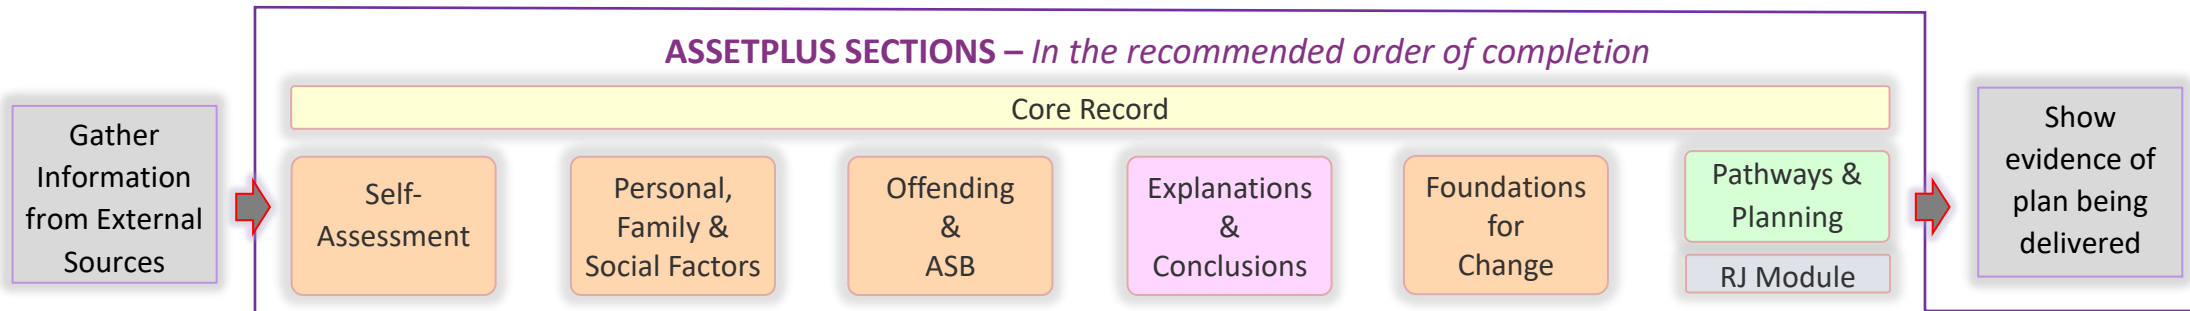 ASSETPLUS SECTIONS – In the recommended order of completion
Gather
Information
from External
Sources
Core Record
Self-
Assessment
Personal,
Family &
Social Factors
Offending
&
ASB
Explanations
&
Conclusions
Foundations
for
Change
Pathways &
Planning
RJ Module
Show
evidence of
plan being
delivered